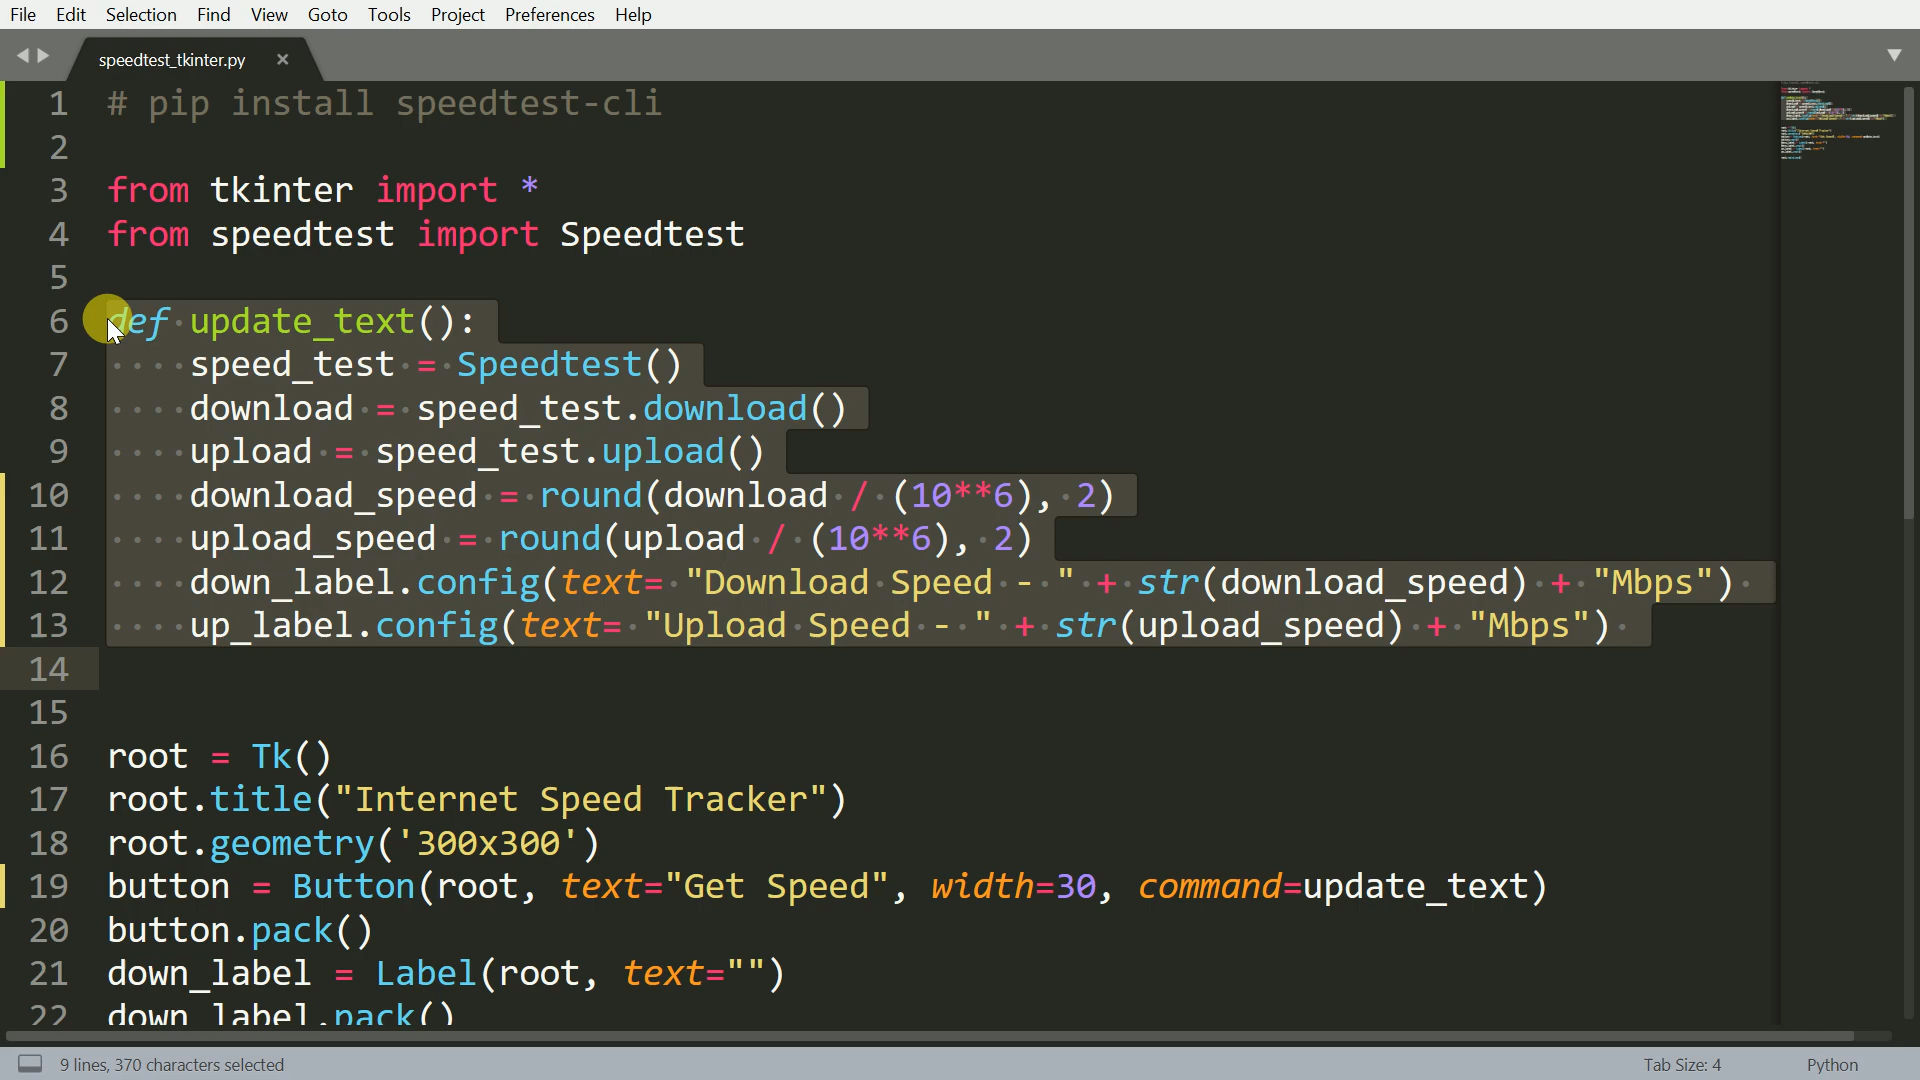 File Edit Selection Find View Goto Tools Project Preferences Help
speedtest_tkinter.py ×
1 # pip install speedtest-cli
2
3 from tkinter import *
4 from speedtest import Speedtest
5
6 def update_text():
7 speed_test = Speedtest()
8 download = speed_test.download()
9 upload = speed_test.upload()
10 download_speed = round(download / (10**6), 2)
11 upload_speed = round(upload / (10**6), 2)
12 down_label.config(text= "Download Speed - " + str(download_speed) + "Mbps")
13 up_label.config(text= "Upload Speed - " + str(upload_speed) + "Mbps")
14
15
16 root = Tk()
17 root.title("Internet Speed Tracker")
18 root.geometry('300x300')
19 button = Button(root, text="Get Speed", width=30, command=update_text)
20 button.pack()
21 down_label = Label(root, text="")
22 down_label.pack()
9 lines, 370 characters selected Tab Size: 4 Python